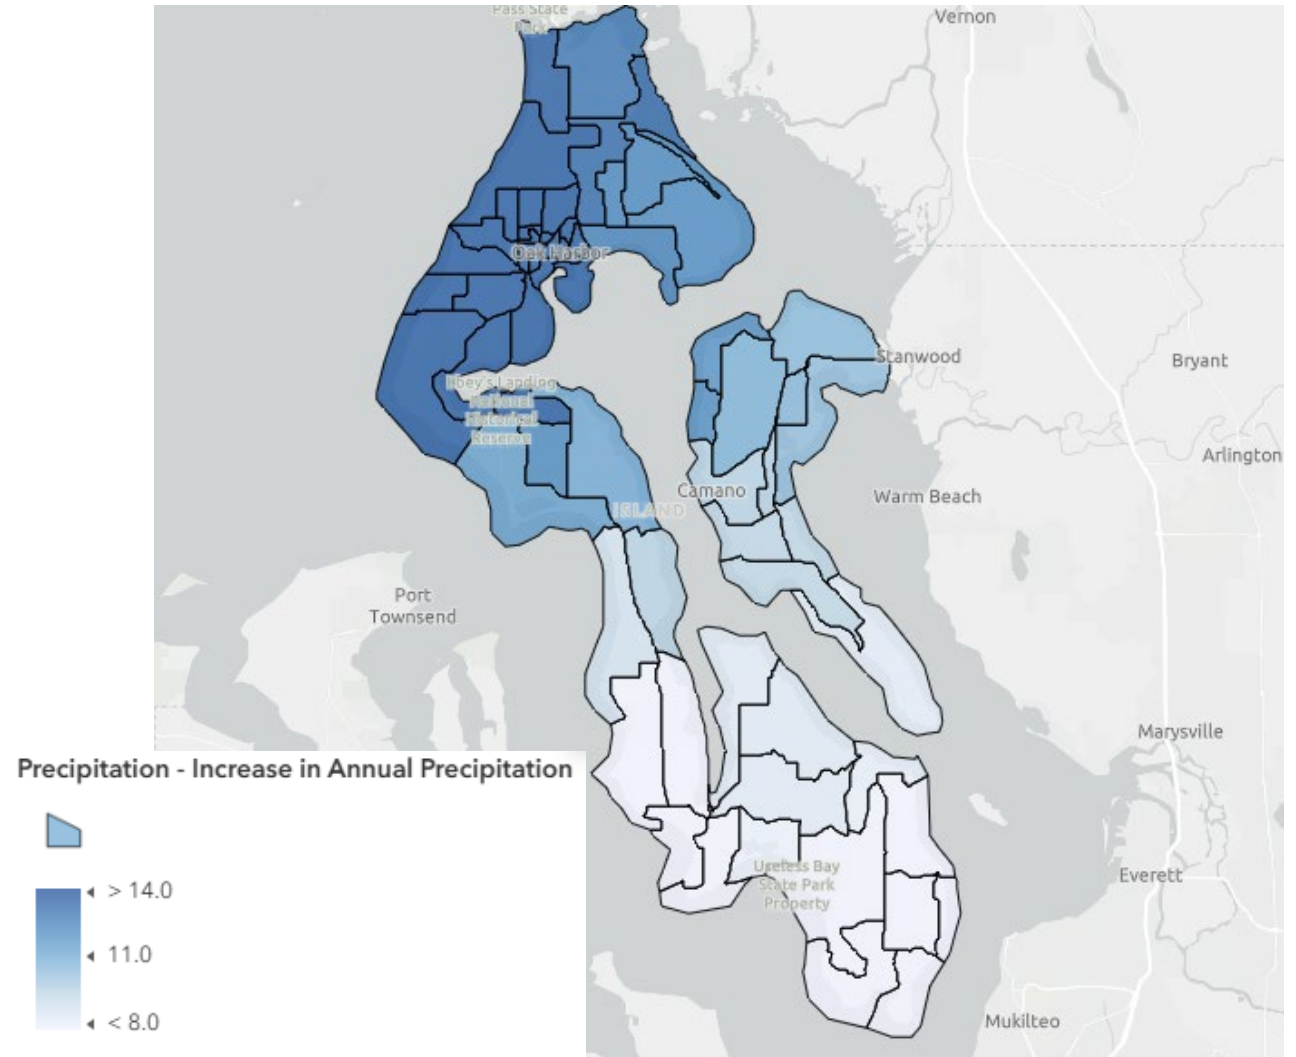 Pass State
Park
Vernon
Oak Harbor
Stanwood
Bryant
Ebey's Landing
National
Historical
Reserve
Arlington
Camano
Warm Beach
ISLAND
Port
Townsend
Marysville
Precipitation - Increase in Annual Precipitation
> 14.0
11.0
< 8.0
Useless Bay
State Park
Property
Everett
Mukilteo